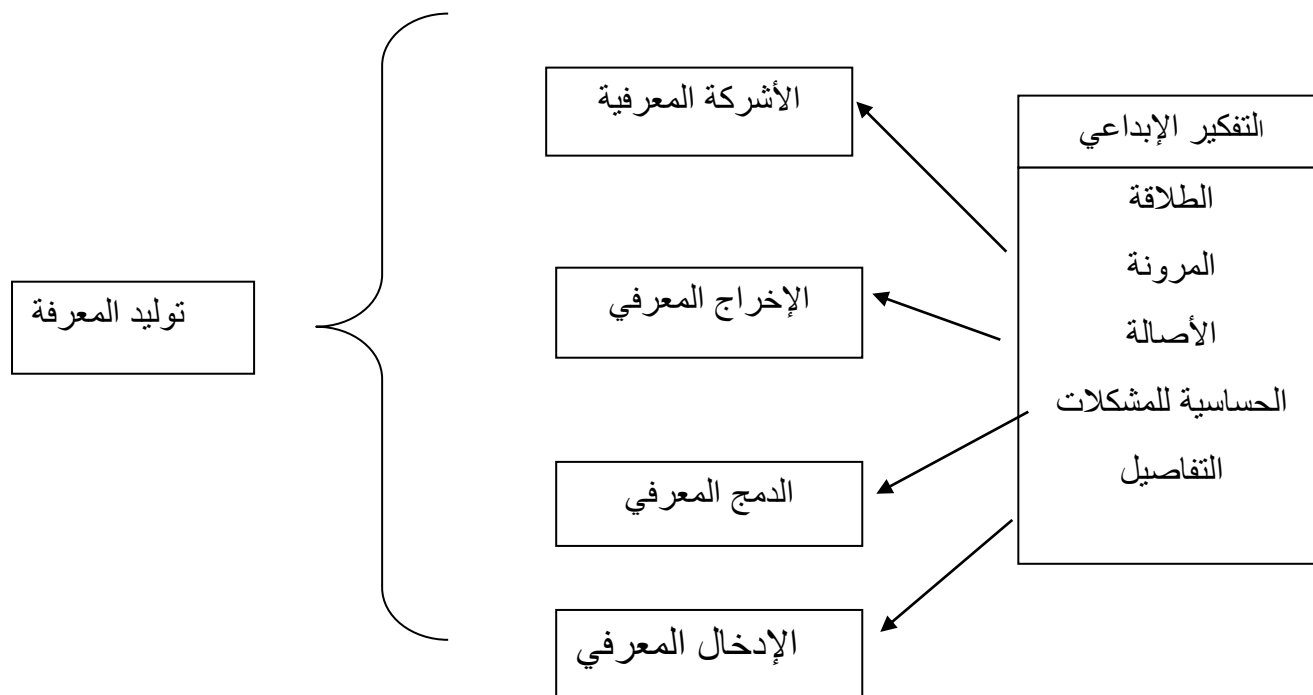 التفكير الإبداعي
الطلاقة
المرونة
الأصالة
الحساسية للمشكلات
التفاصيل
الأشركة المعرفية
الإخراج المعرفي
الدمج المعرفي
الإدخال المعرفي
توليد المعرفة